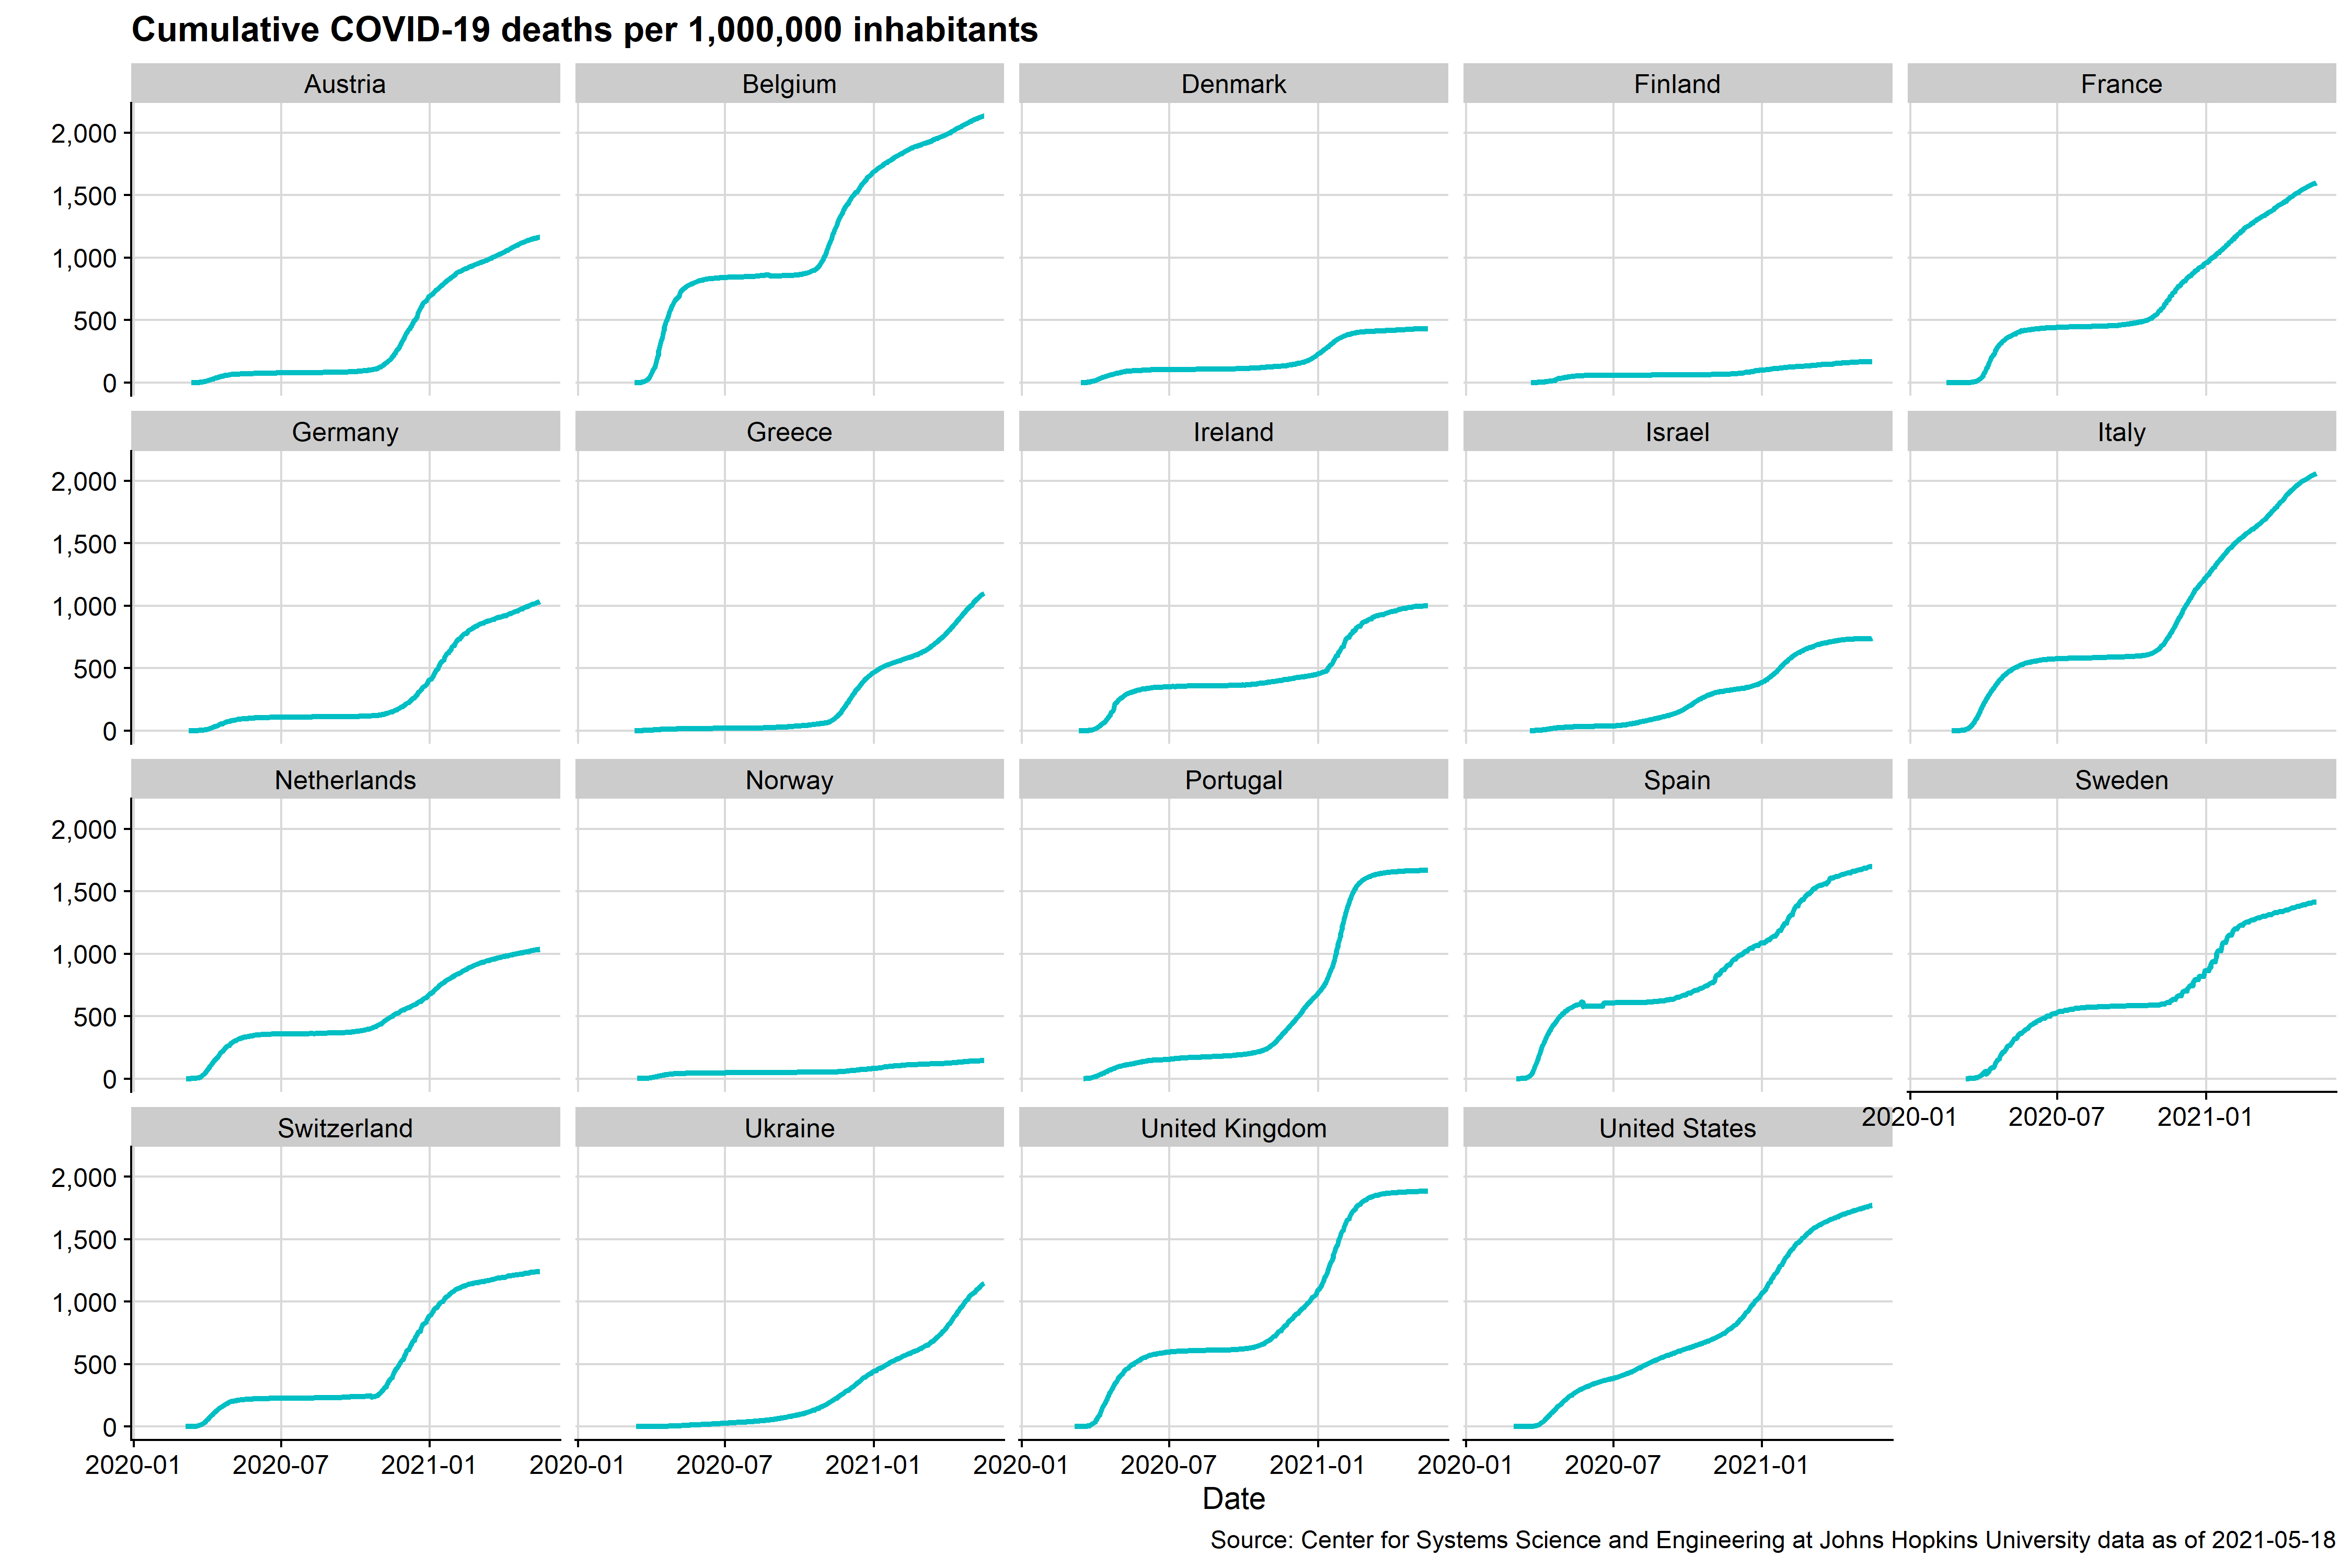 Cumulative COVID-19 deaths per 1,000,000 inhabitants
Austria Belgium Denmark Finland France
2,000
1,500
1,000
500
0
Germany Greece Ireland Israel Italy
2,000
1,500
1,000
500
0
Netherlands Norway Portugal Spain Sweden
2,000
1,500
1,000
500
0
2020-01 2020-07 2021-01
Switzerland Ukraine United Kingdom United States
2,000
1,500
1,000
500
0
2020-01 2020-07 2021-01 2020-01 2020-07 2021-01 2020-01 2020-07 2021-01 2020-01 2020-07 2021-01
Date
Source: Center for Systems Science and Engineering at Johns Hopkins University data as of 2021-05-18